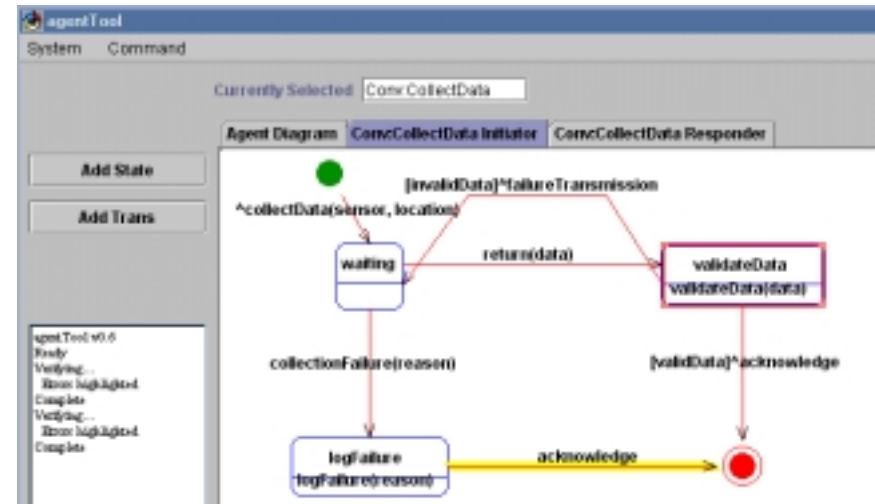 agentTool
System Command
Currently Selected Conv:CollectData
Agent Diagram Conv:CollectData Initiator Conv:CollectData Responder
Add State
Add Trans
[invalidData]^failureTransmission
^collectData(sensor, location)
waiting
return(data)
validateData
validateData(data)
collectionFailure(reason)
[validData]^acknowledge
logFailure
logFailure(reason)
acknowledge
agentTool v0.6
Ready
Verifying...
Error highlighted
Complete
Verifying...
Error highlighted
Complete